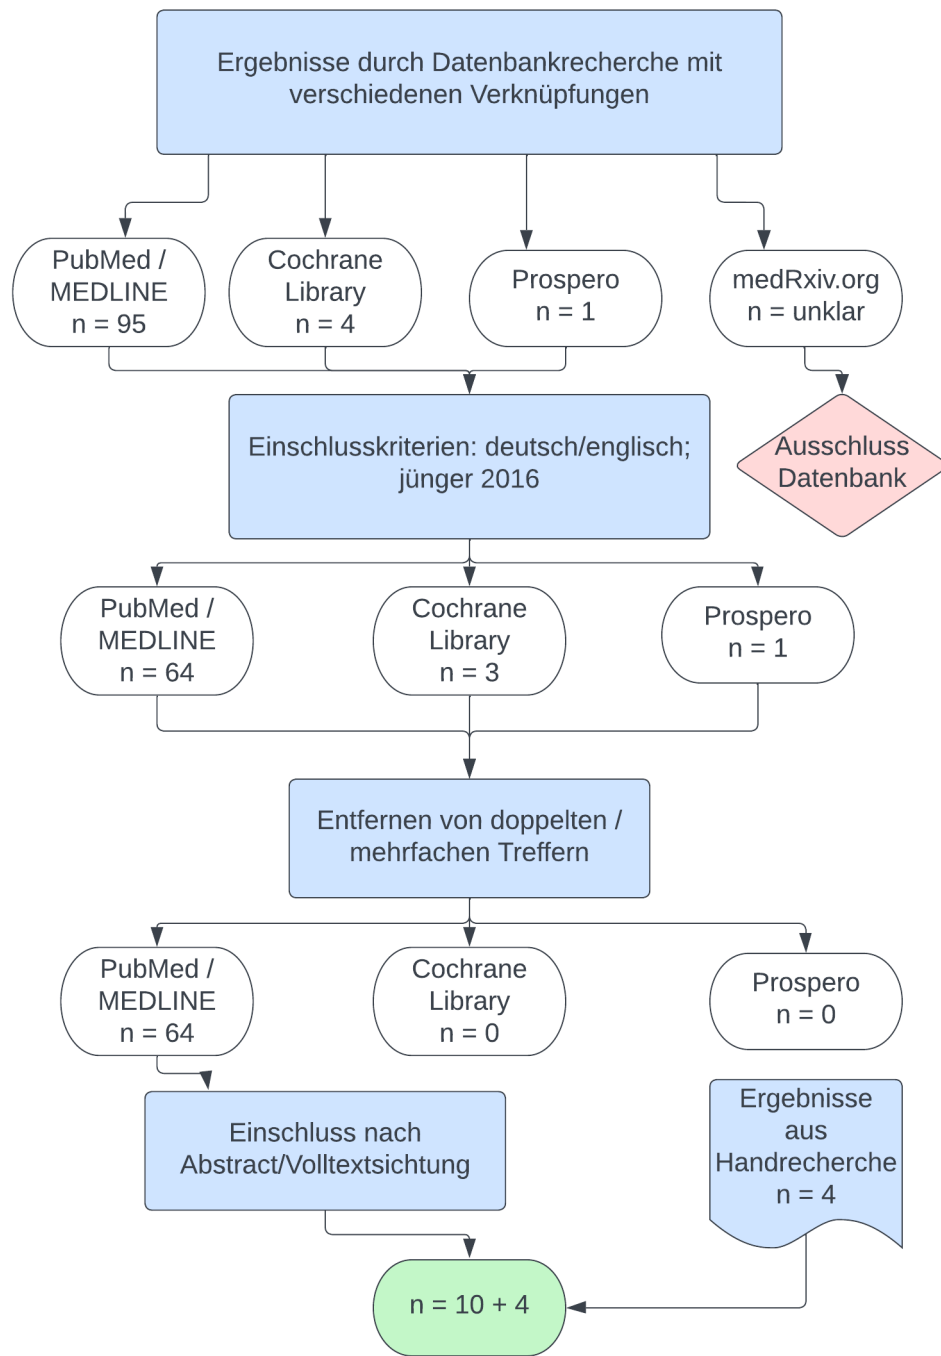 Ergebnisse durch Datenbankrecherche mit
verschiedenen Verknüpfungen
PubMed /
MEDLINE
n = 95
Cochrane
Library
n = 4
Prospero
n = 1
medRxiv.org
n = unklar
Einschlusskriterien: deutsch/englisch;
jünger 2016
Ausschluss
Datenbank
PubMed /
MEDLINE
n = 64
Cochrane
Library
n = 3
Prospero
n = 1
Entfernen von doppelten /
mehrfachen Treffern
PubMed /
MEDLINE
n = 64
Cochrane
Library
n = 0
Prospero
n = 0
Einschluss nach
Abstract/Volltextsichtung
Ergebnisse
aus
Handrecherche
n = 4
n = 10 + 4